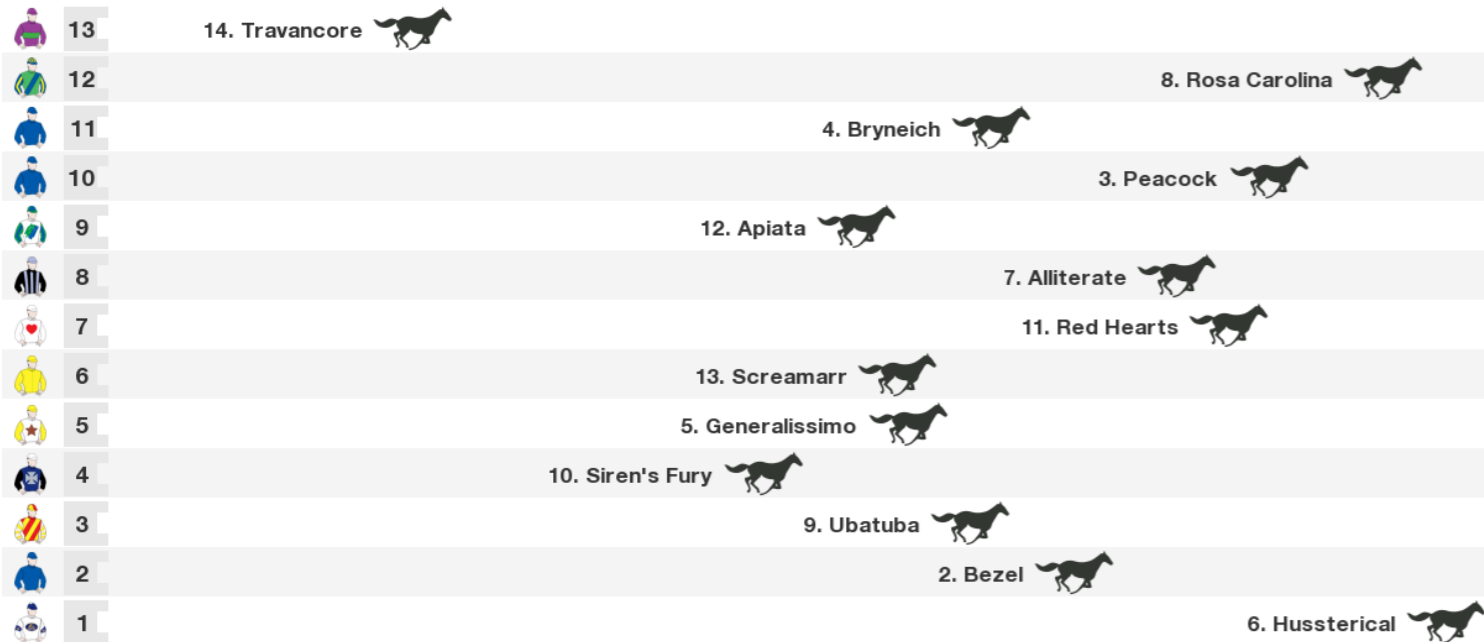 13 14. Travancore
12 8. Rosa Carolina
11 4. Bryneich
10 3. Peacock
9 12. Apiata
8 7. Alliterate
7 11. Red Hearts
6 13. Screamarr
5 5. Generalissimo
4 10. Siren's Fury
3 9. Ubatuba
2 2. Bezel
1 6. Hussterical